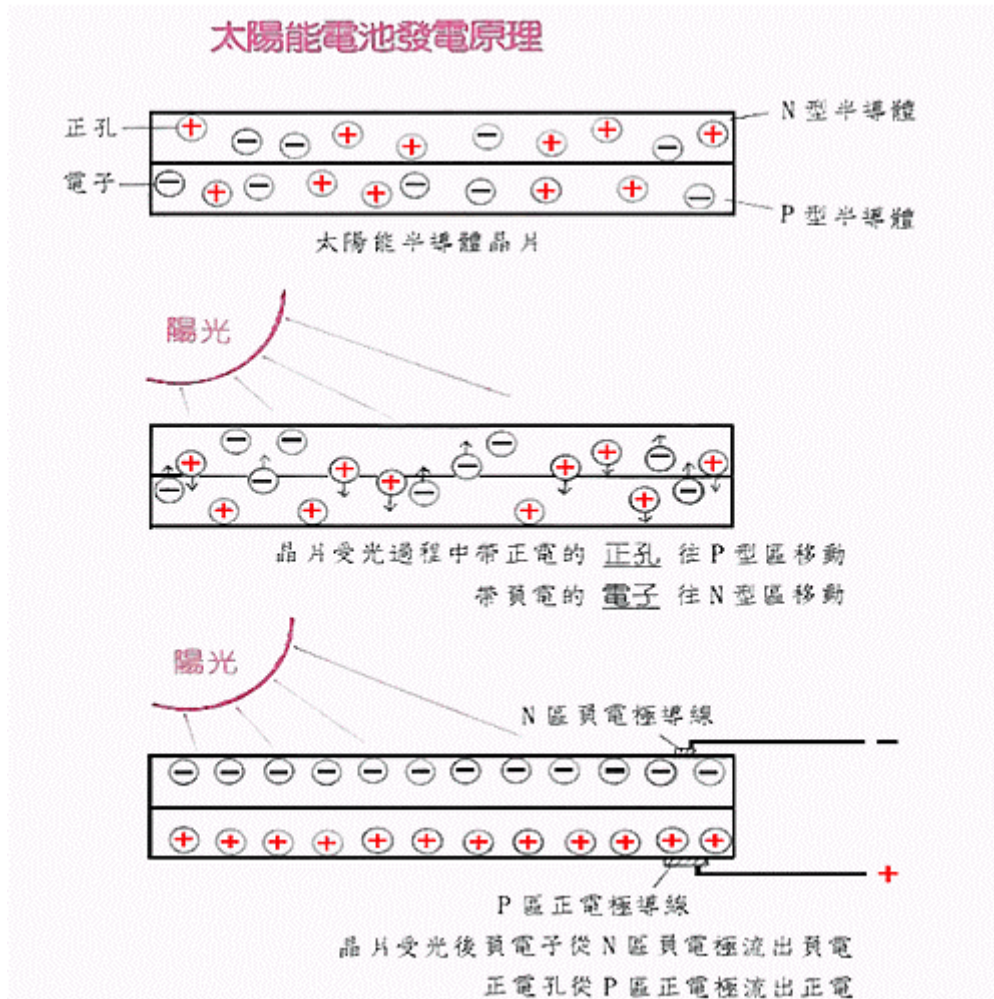 太陽能電池發電原理
正孔
N型半導體
電子
P型半導體
太陽能半導體晶片
陽光
晶片受光過程中帶正電的 正孔 往P型區移動
帶負電的 電子 往N型區移動
陽光
N區負電極導線
P區正電極導線
晶片受光後負電子從N區負電極流出負電
正電孔從P區正電極流出正電